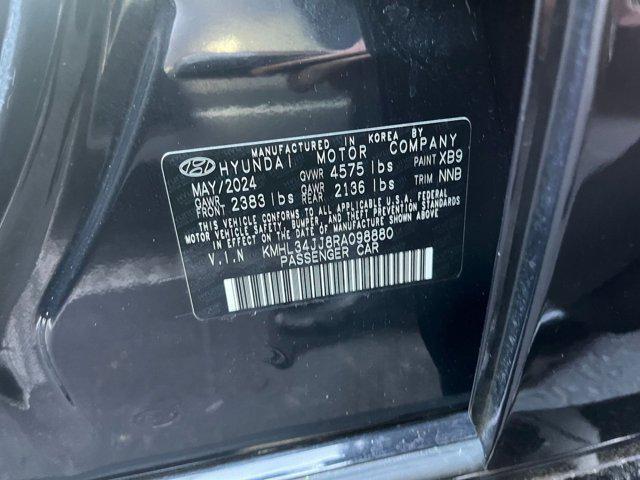 MANUFACTURED IN KOREA BY
HYUNDAI MOTOR COMPANY
MAY/2024 GVWR 4575 lbs PAINT XB9
GAWR FRONT 2383 lbs GAWR REAR 2136 lbs TRIM NNB
THIS VEHICLE CONFORMS TO ALL APPLICABLE U.S.A. FEDERAL
MOTOR VEHICLE SAFETY, BUMPER, AND THEFT PREVENTION STANDARDS
IN EFFECT ON THE DATE OF MANUFACTURE SHOWN ABOVE.
V.I.N KMHL34JJ8RA098880
PASSENGER CAR